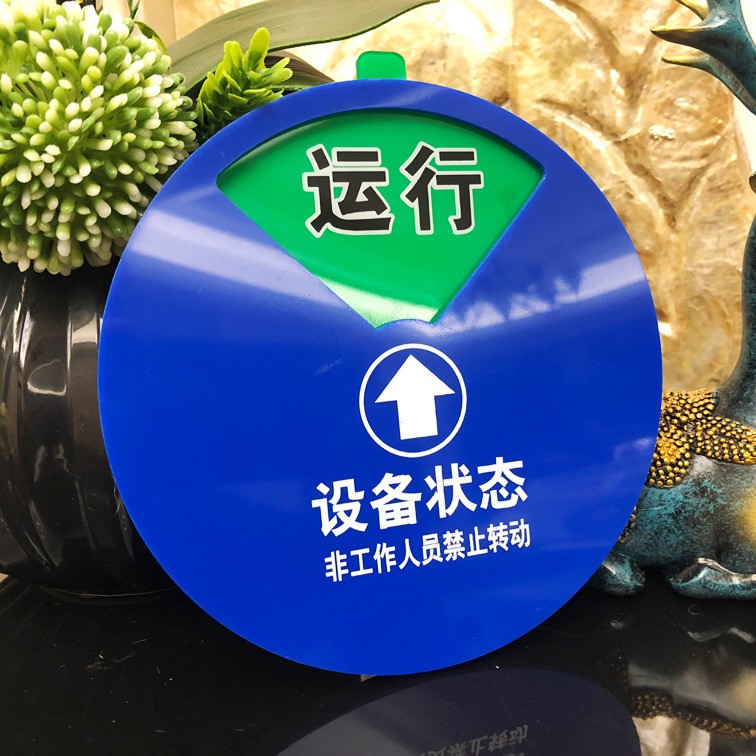 运行
设备状态
非工作人员禁止转动